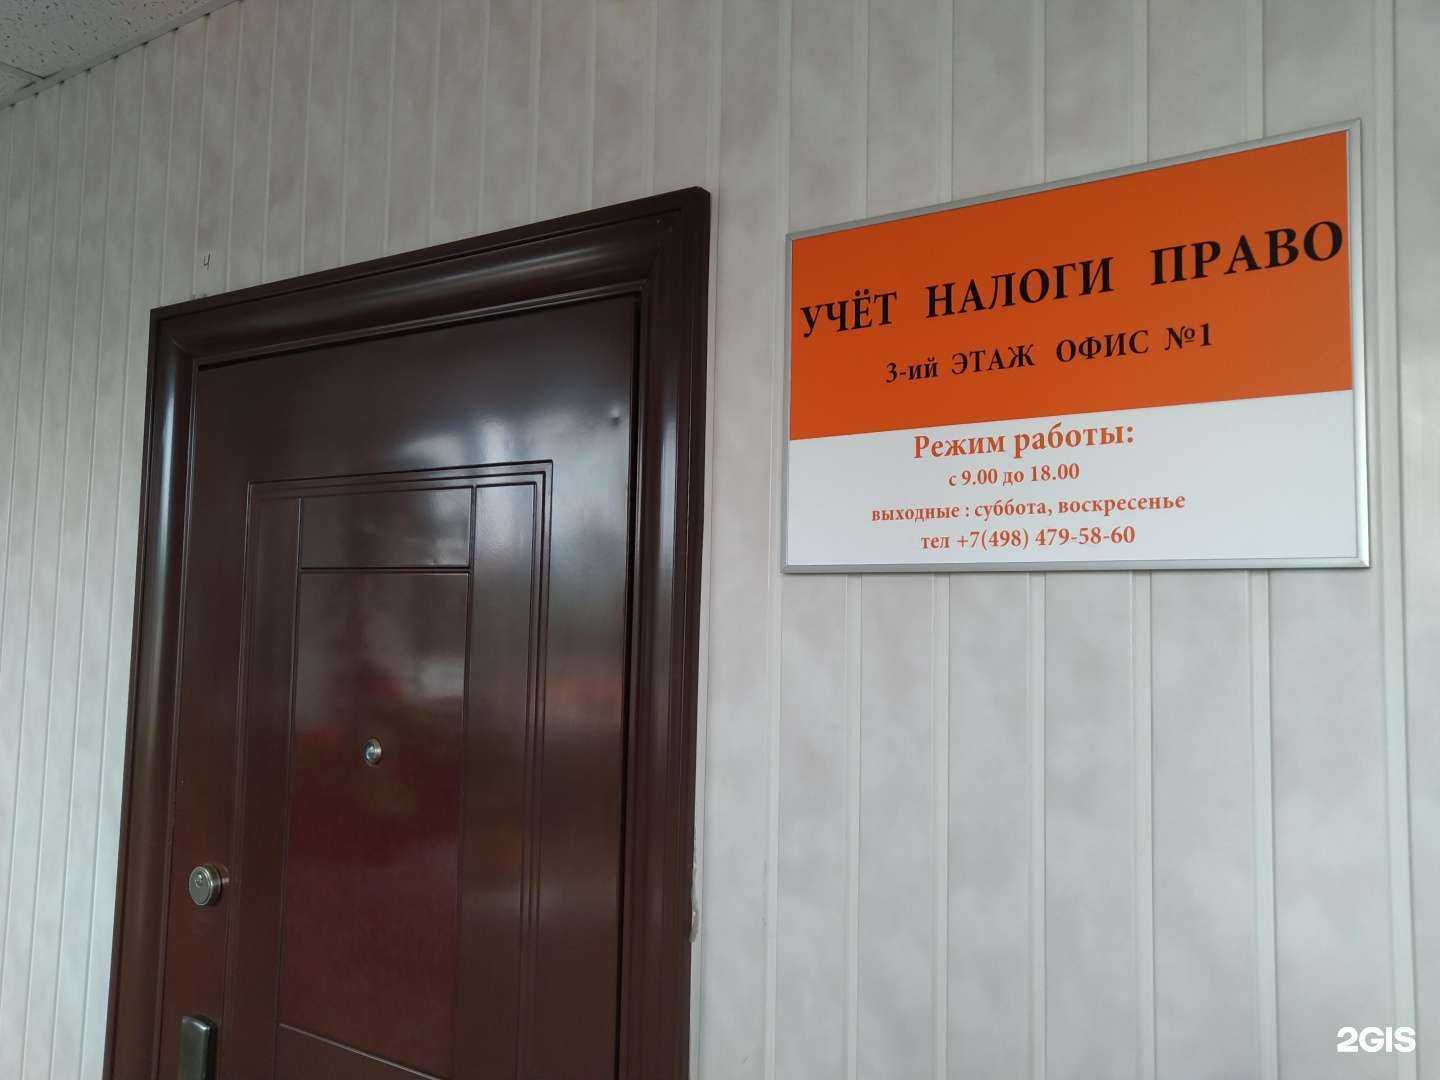 УЧЁТ НАЛОГИ ПРАВО
3-ий ЭТАЖ ОФИС №1
Режим работы:
с 9.00 до 18.00
выходные : суббота, воскресенье
тел +7(498) 479-58-60
2GIS